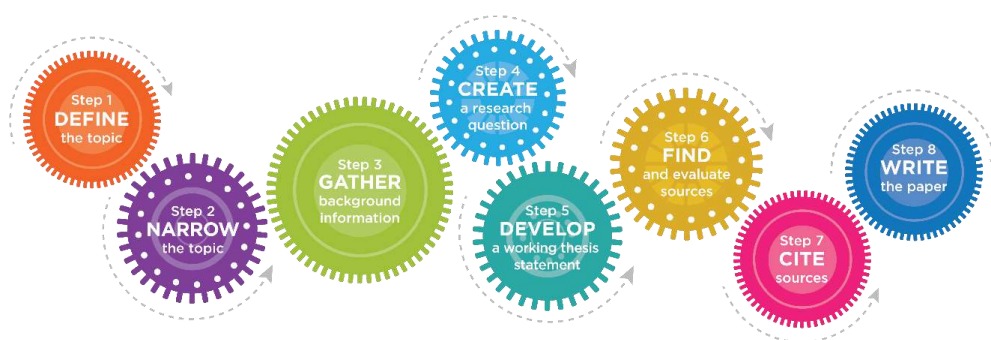 Step 1
DEFINE
the topic
Step 2
NARROW
the topic
Step 3
GATHER
background
information
Step 4
CREATE
a research
question
Step 5
DEVELOP
a working thesis
statement
Step 6
FIND
and evaluate
sources
Step 7
CITE
sources
Step 8
WRITE
the paper